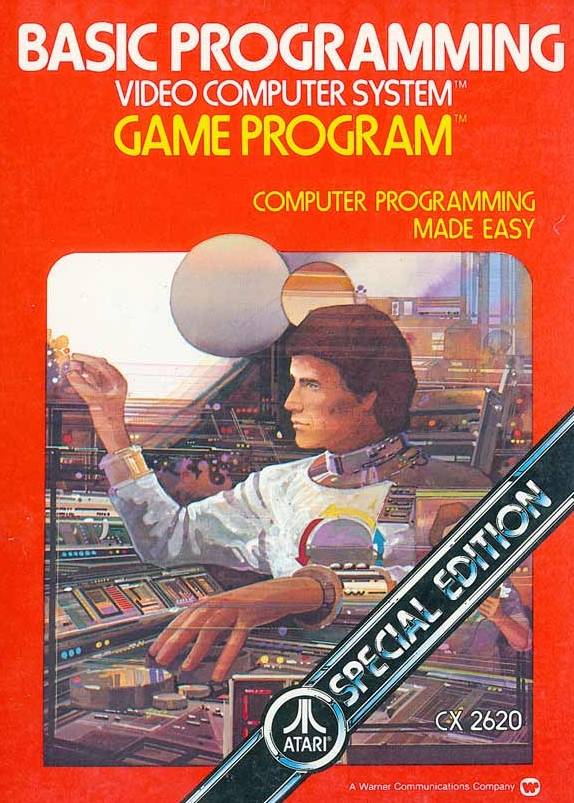 BASIC PROGRAMMING
VIDEO COMPUTER SYSTEM™
GAME PROGRAM™
COMPUTER PROGRAMMING
MADE EASY
SPECIAL EDITION
ATARI®
CX 2620
A Warner Communications Company